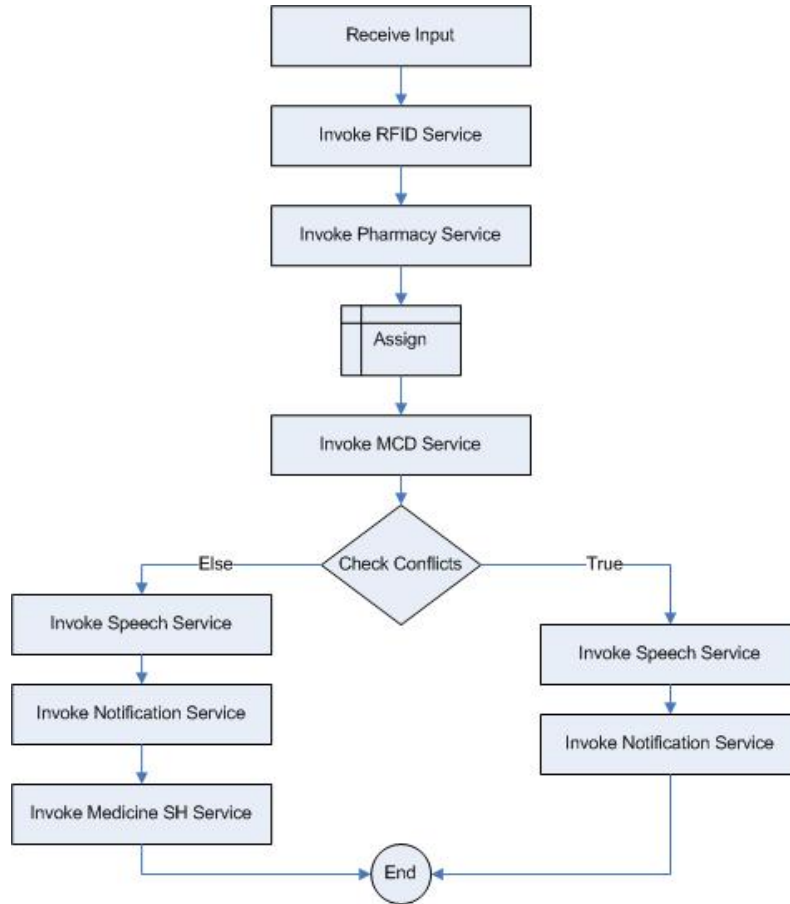 Receive Input
Invoke RFID Service
Invoke Pharmacy Service
Assign
Invoke MCD Service
Check Conflicts
Else
True
Invoke Speech Service
Invoke Notification Service
Invoke Medicine SH Service
Invoke Speech Service
Invoke Notification Service
End